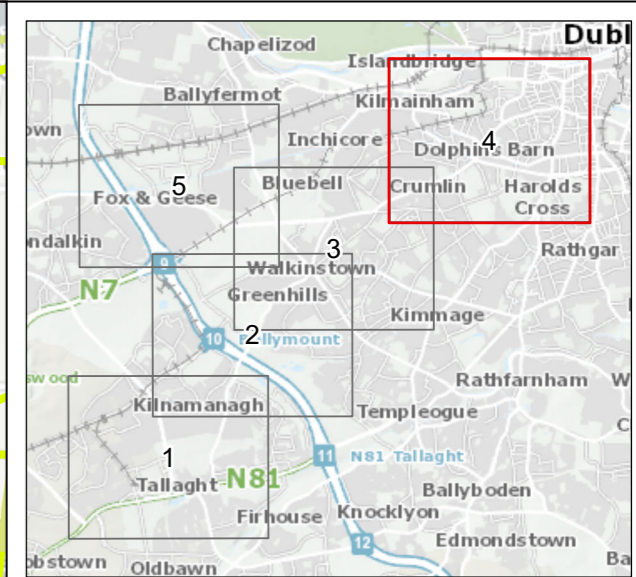 Dubl
Chapelizod
Islandbridge
Ballyfermot
Kilmainham
own
Inchicore
4
Dolphins Barn
5
Bluebell
Crumlin
Harolds
Cross
Fox & Geese
ndalkin
3
Rathgar
9
Walkinstown
N7
Greenhills
Kimmage
10
2
Ballymount
swood
Rathfarnham
W
Kilnamanagh
Templeogue
C
1
11
N81 Tallaght
Tallaght
N81
Ballyboden
Firhouse
Knocklyon
12
Edmondstown
obstown
Oldbawn
Ba